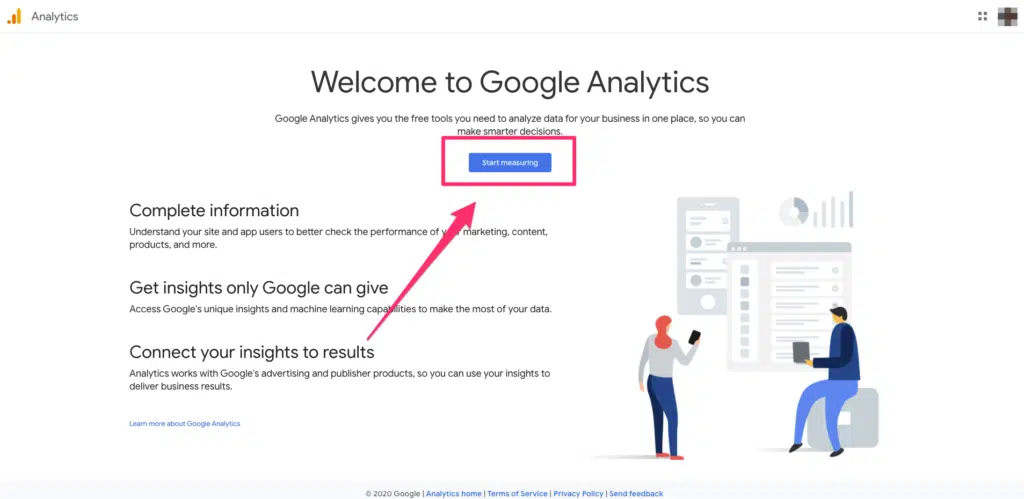 Analytics
Welcome to Google Analytics
Google Analytics gives you the free tools you need to analyze data for your business in one place, so you can
make smarter decisions.
Start measuring
Complete information
Understand your site and app users to better check the performance of your marketing, content,
products, and more.
Get insights only Google can give
Access Google's unique insights and machine learning capabilities to make the most of your data.
Connect your insights to results
Analytics works with Google's advertising and publisher products, so you can use your insights to
deliver business results.
Learn more about Google Analytics
© 2020 Google | Analytics home | Terms of Service | Privacy Policy | Send feedback